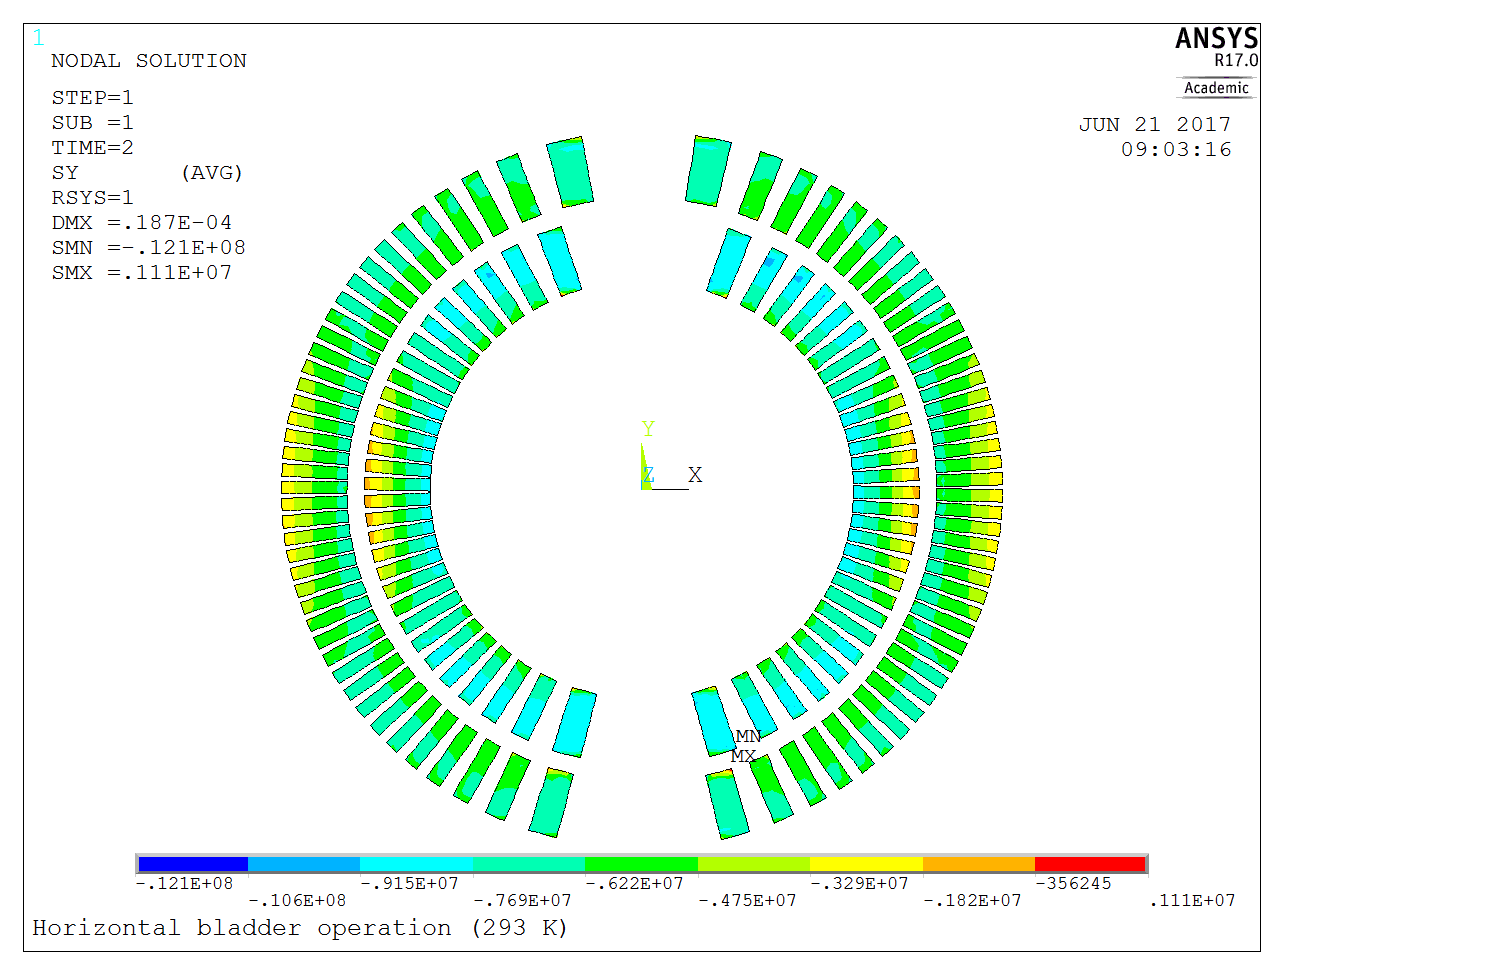 1
ANSYS
R17.0
Academic
JUN 21 2017
09:03:16
NODAL SOLUTION
STEP=1
SUB =1
TIME=2
SY (AVG)
RSYS=1
DMX =.187E-04
SMN =-.121E+08
SMX =.111E+07
Y
Z X
MN
MX
-.121E+08 -.915E+07 -.622E+07 -.329E+07 -356245
-.106E+08 -.769E+07 -.475E+07 -.182E+07 .111E+07
Horizontal bladder operation (293 K)